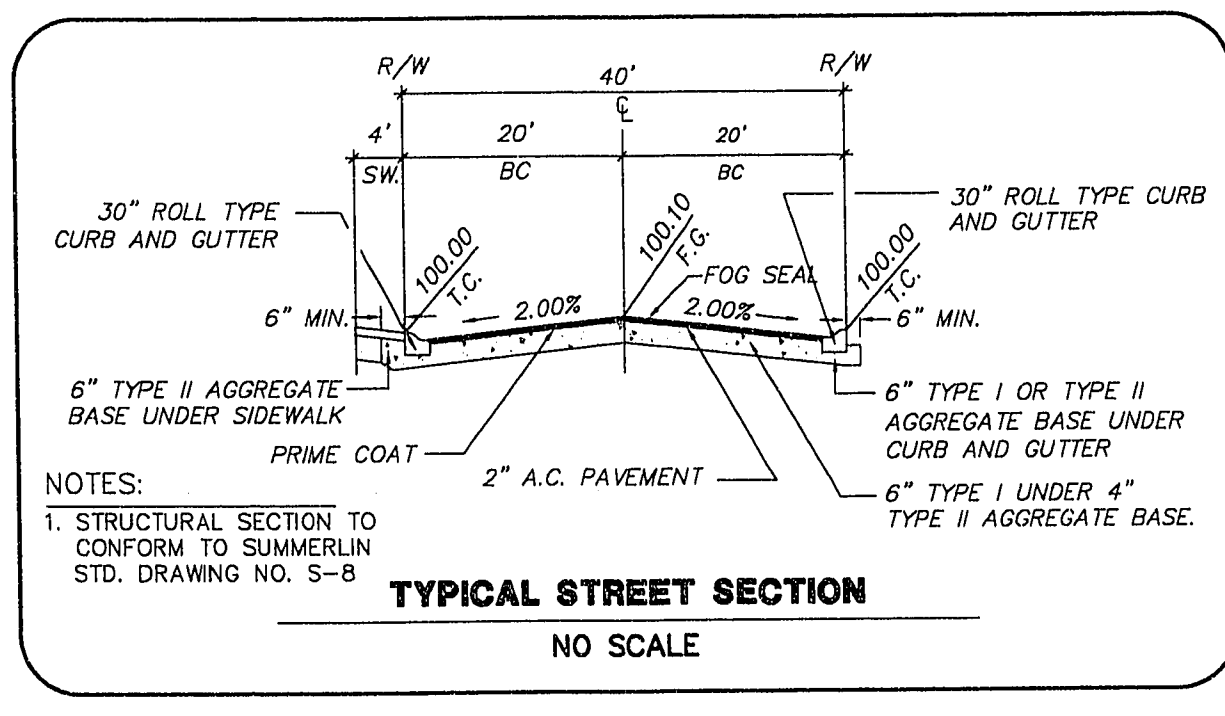 R/W
R/W
40'
℄
4'
20'
20'
SW.
BC
BC
30" ROLL TYPE
CURB AND GUTTER
30" ROLL TYPE CURB
AND GUTTER
100.00
T.C.
100.10
F.G.
100.00
T.C.
FOG SEAL
6" MIN.
2.00%
2.00%
6" MIN.
6" TYPE II AGGREGATE
BASE UNDER SIDEWALK
6" TYPE I OR TYPE II
AGGREGATE BASE UNDER
CURB AND GUTTER
PRIME COAT
2" A.C. PAVEMENT
6" TYPE I UNDER 4"
TYPE II AGGREGATE BASE.
NOTES:
1. STRUCTURAL SECTION TO
CONFORM TO SUMMERLIN
STD. DRAWING NO. S-8
TYPICAL STREET SECTION
NO SCALE